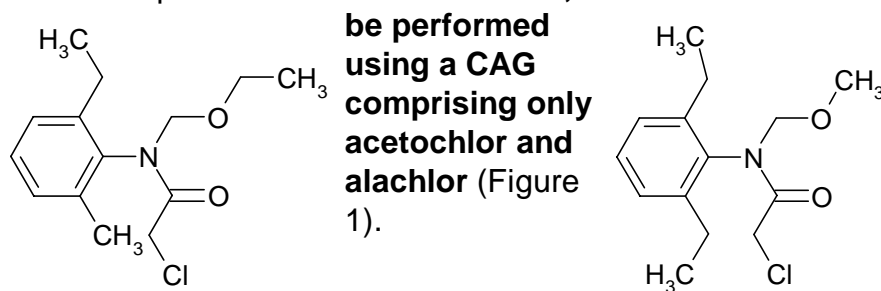 be performed
using a CAG
comprising only
acetochlor and
alachlor (Figure
1).
H₃C
O
CH₃
N
O
CH₃
Cl
H₃C
O
CH₃
N
O
H₃C
Cl